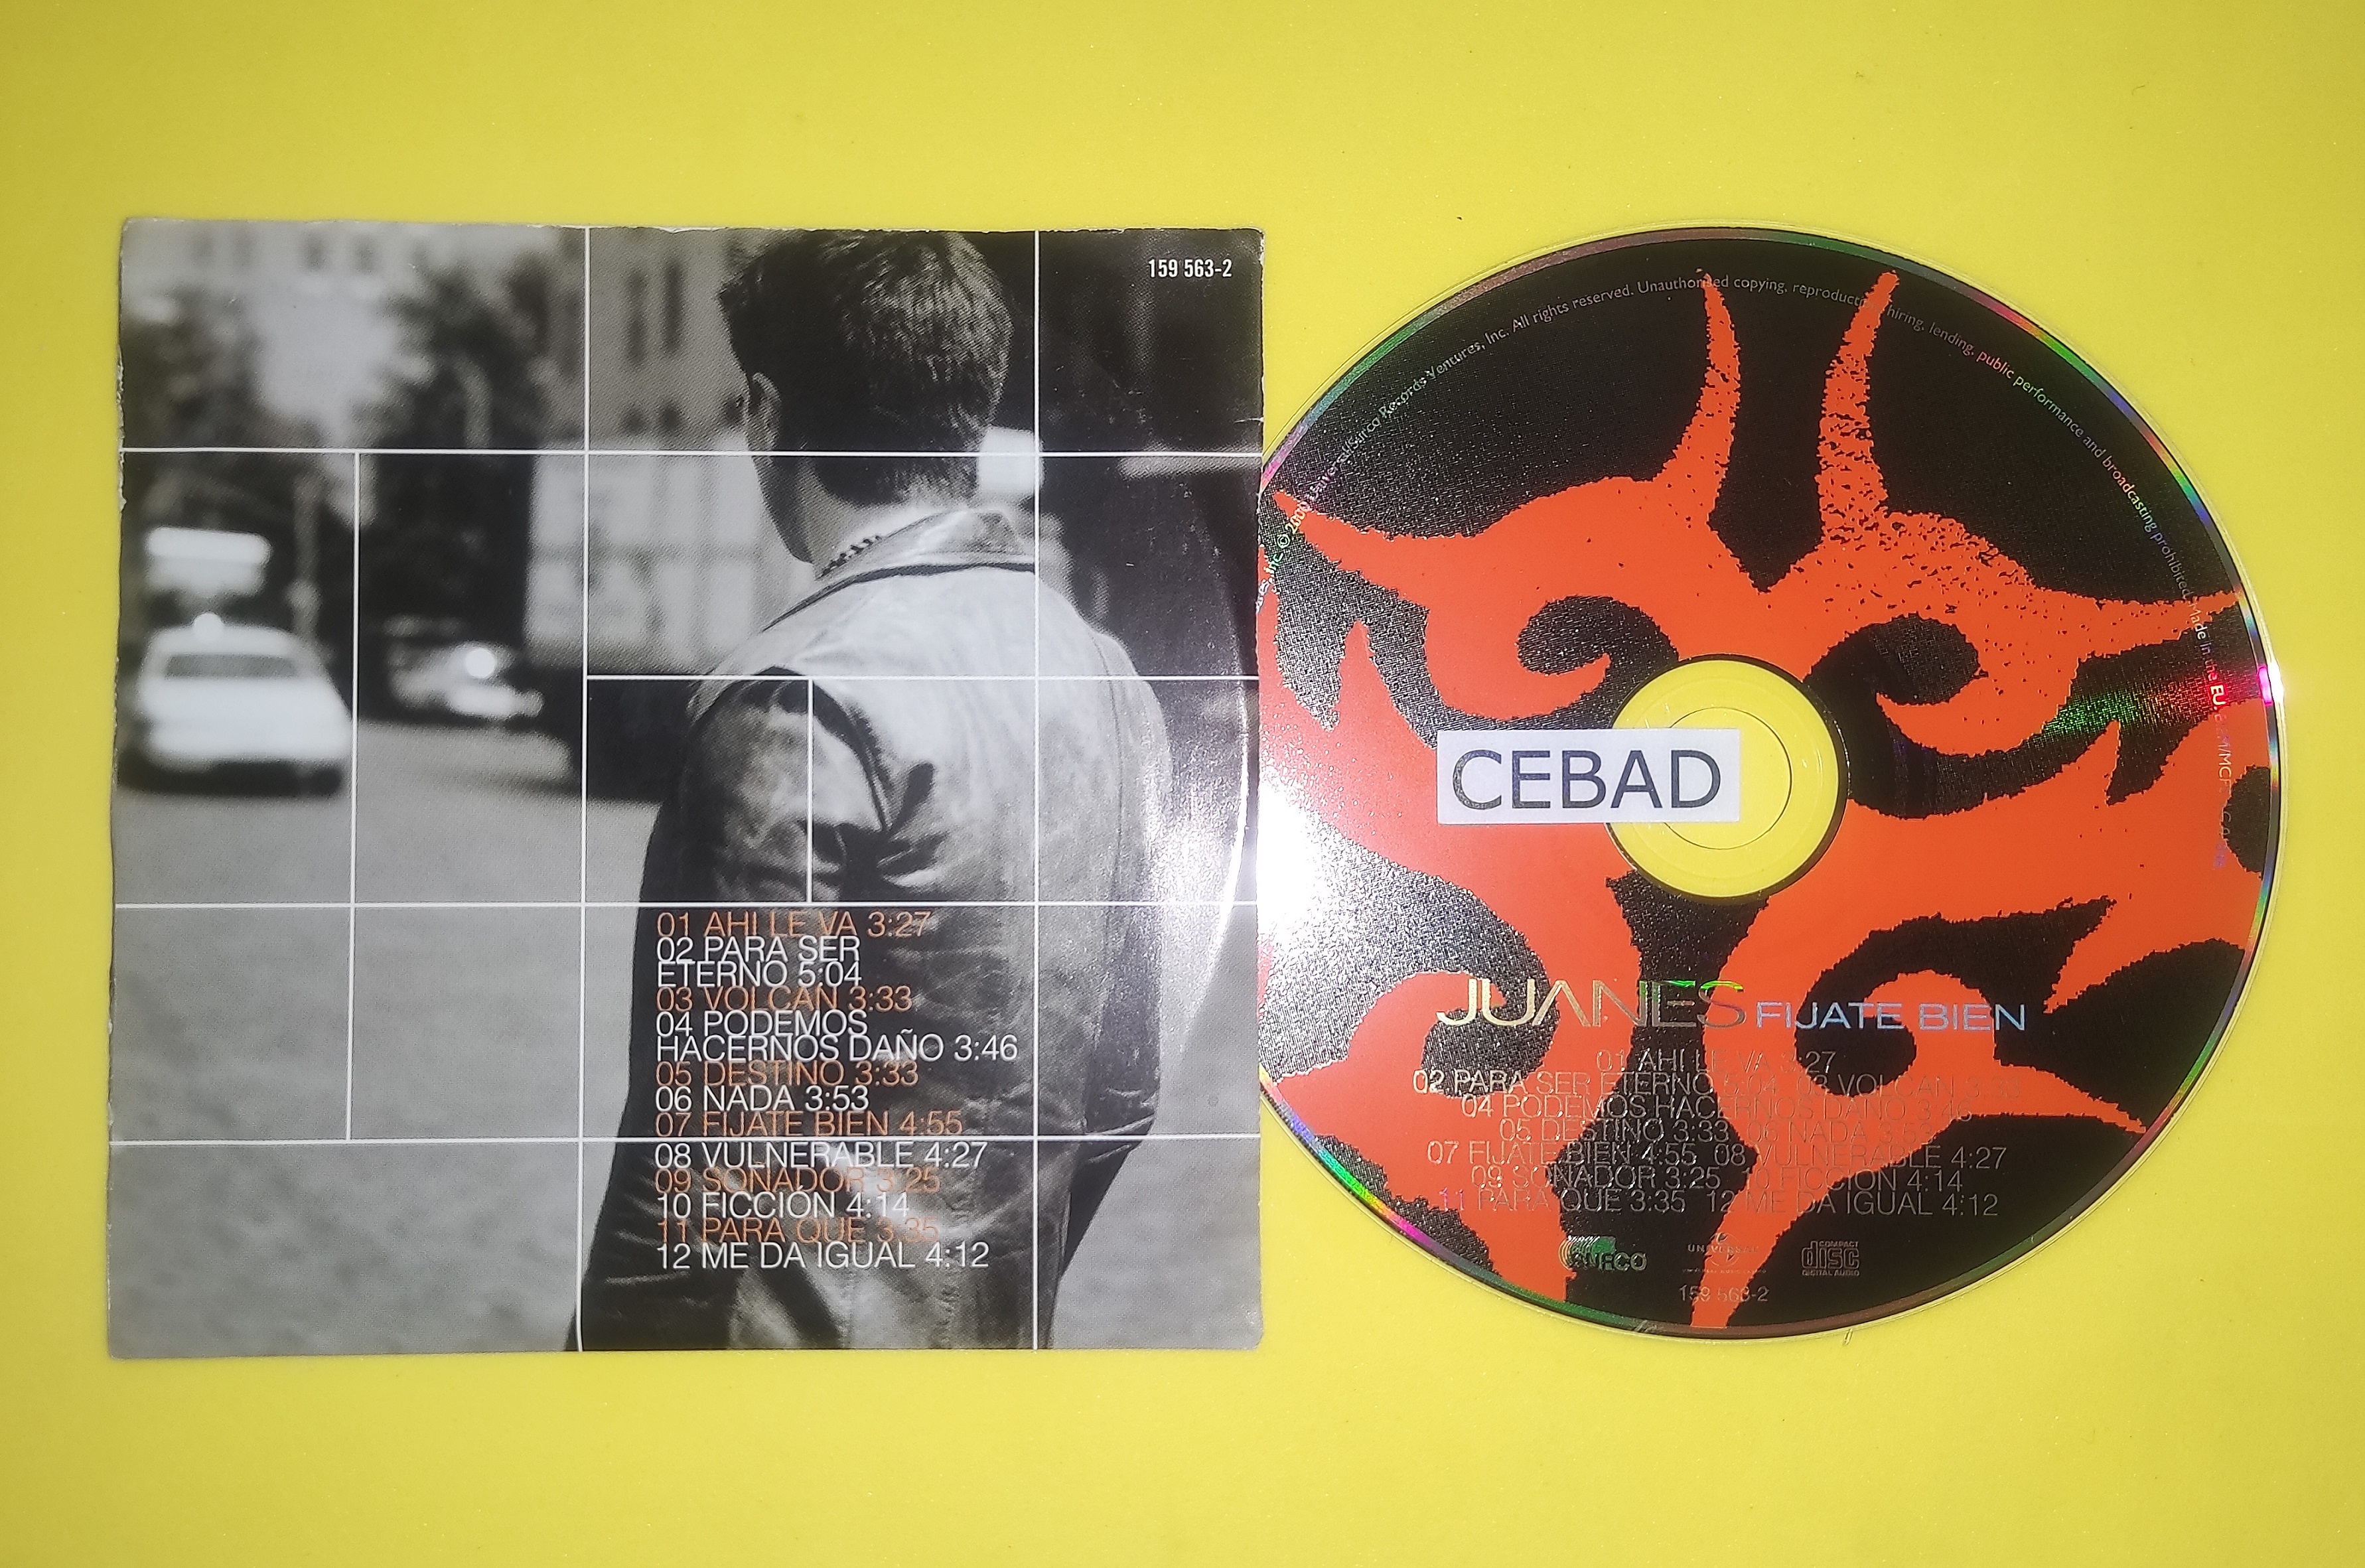 159 563-2
01 AHI LE VA 3:27
02 PARA SER
ETERNO 5:04
03 VOLCÁN 3:33
04 PODEMOS
HACERNOS DAÑO 3:46
05 DESTINO 3:33
06 NADA 3:53
07 FIJATE BIEN 4:55
08 VULNERABLE 4:27
09 SOÑADOR 3:25
10 FICCIÓN 4:14
11 PARA QUE 3:35
12 ME DA IGUAL 4:12
Records Ventures, Inc. All rights reserved. Unauthorised copying, reproduction, hiring, lending, public performance and broadcasting prohibited. Made in the EU.
CEBAD
JUANES FIJATE BIEN
01 AHI LE VA 3:27
02 PARA SER ETERNO 5:04 03 VOLCÁN 3:33
04 PODEMOS HACERNOS DAÑO 3:46
05 DESTINO 3:33 06 NADA 3:53
07 FIJATE BIEN 4:55 08 VULNERABLE 4:27
09 SOÑADOR 3:25 10 FICCIÓN 4:14
11 PARA QUE 3:35 12 ME DA IGUAL 4:12
SURCO UNIVERSAL COMPACT disc DIGITAL AUDIO
159 563-2